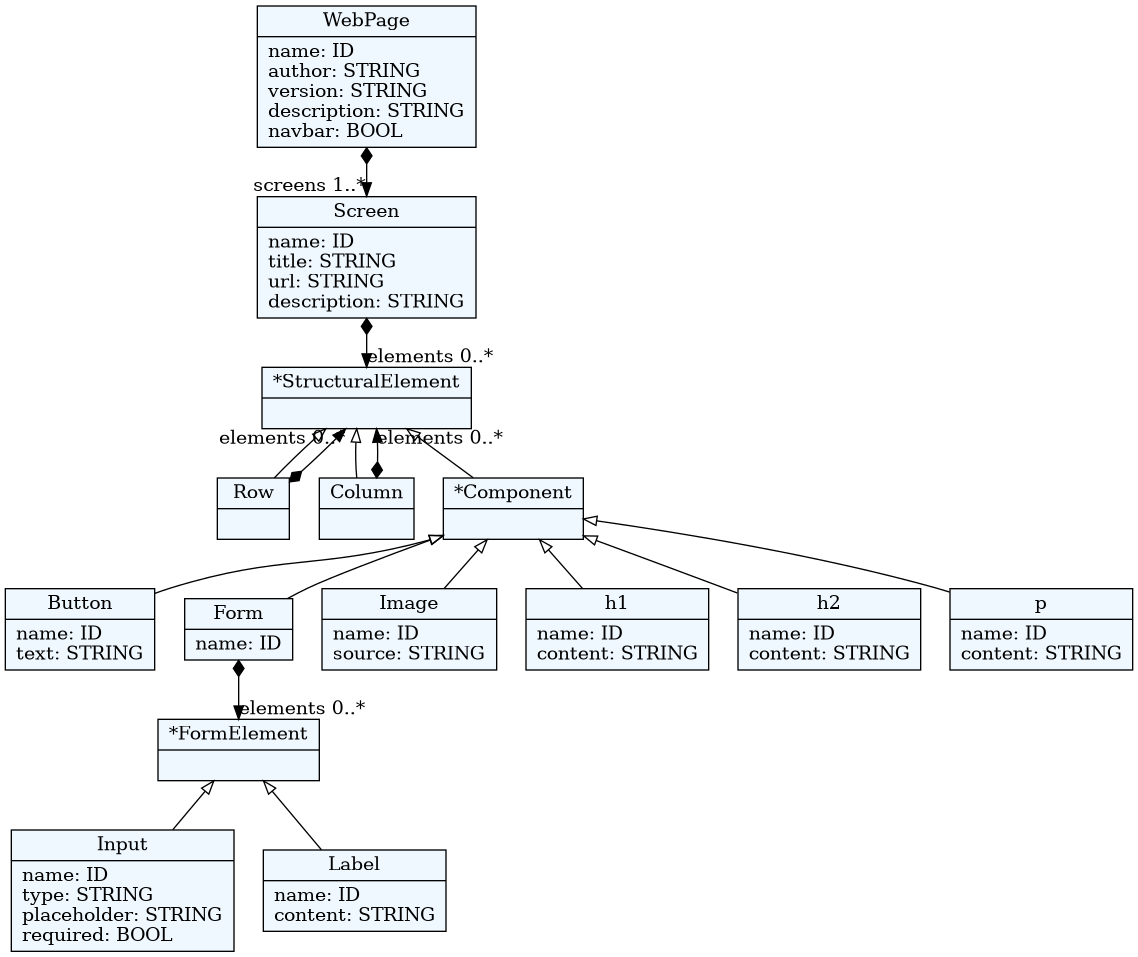 WebPage
name: ID
author: STRING
version: STRING
description: STRING
navbar: BOOL
screens 1..*
Screen
name: ID
title: STRING
url: STRING
description: STRING
elements 0..*
*StructuralElement
elements 0..*
elements 0..*
Row
Column
*Component
Button
name: ID
text: STRING
Form
name: ID
Image
name: ID
source: STRING
h1
name: ID
content: STRING
h2
name: ID
content: STRING
p
name: ID
content: STRING
elements 0..*
*FormElement
Input
name: ID
type: STRING
placeholder: STRING
required: BOOL
Label
name: ID
content: STRING